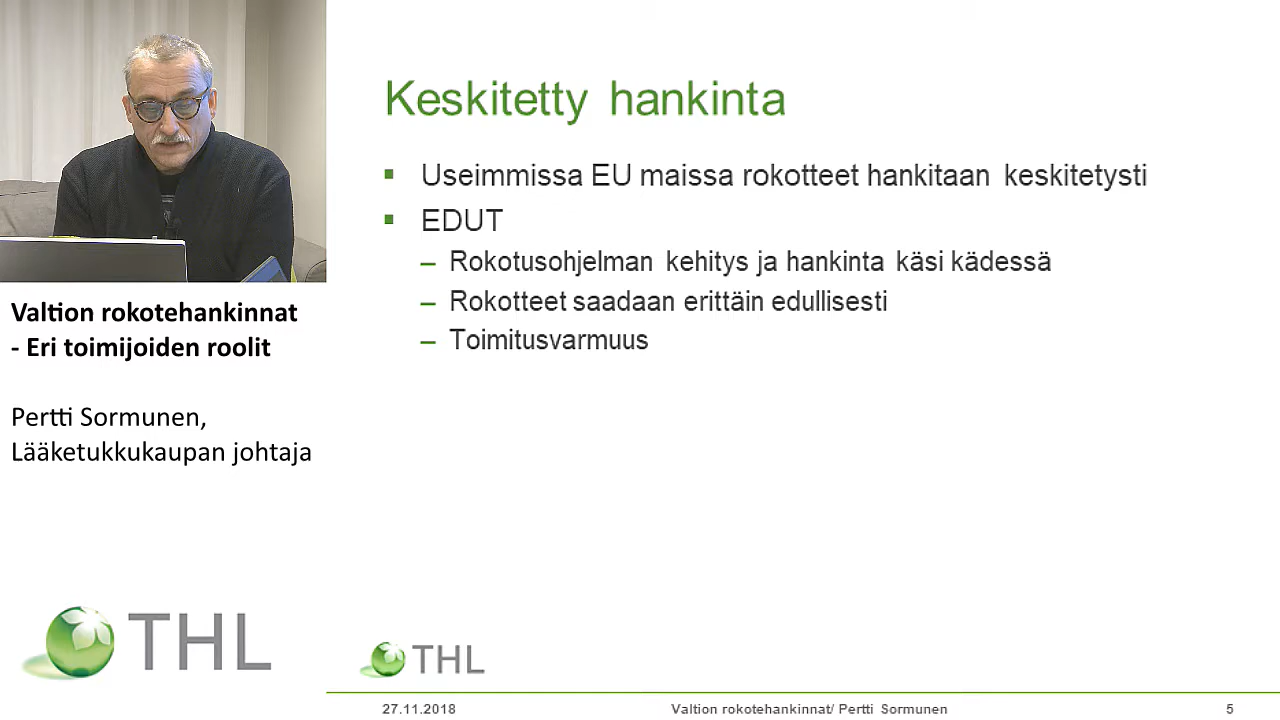 Valtion rokotehankinnat
- Eri toimijoiden roolit
Pertti Sormunen,
Lääketukkukaupan johtaja
THL
Keskitetty hankinta
▪ Useimmissa EU maissa rokotteet hankitaan keskitetysti
▪ EDUT
– Rokotusohjelman kehitys ja hankinta käsi kädessä
– Rokotteet saadaan erittäin edullisesti
– Toimitusvarmuus
THL
27.11.2018 Valtion rokotehankinnat/ Pertti Sormunen 5